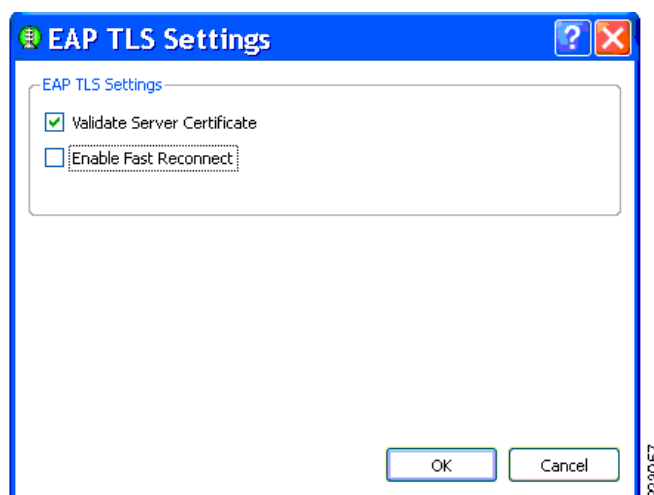 EAP TLS Settings
EAP TLS Settings
Validate Server Certificate
Enable Fast Reconnect
OK
Cancel